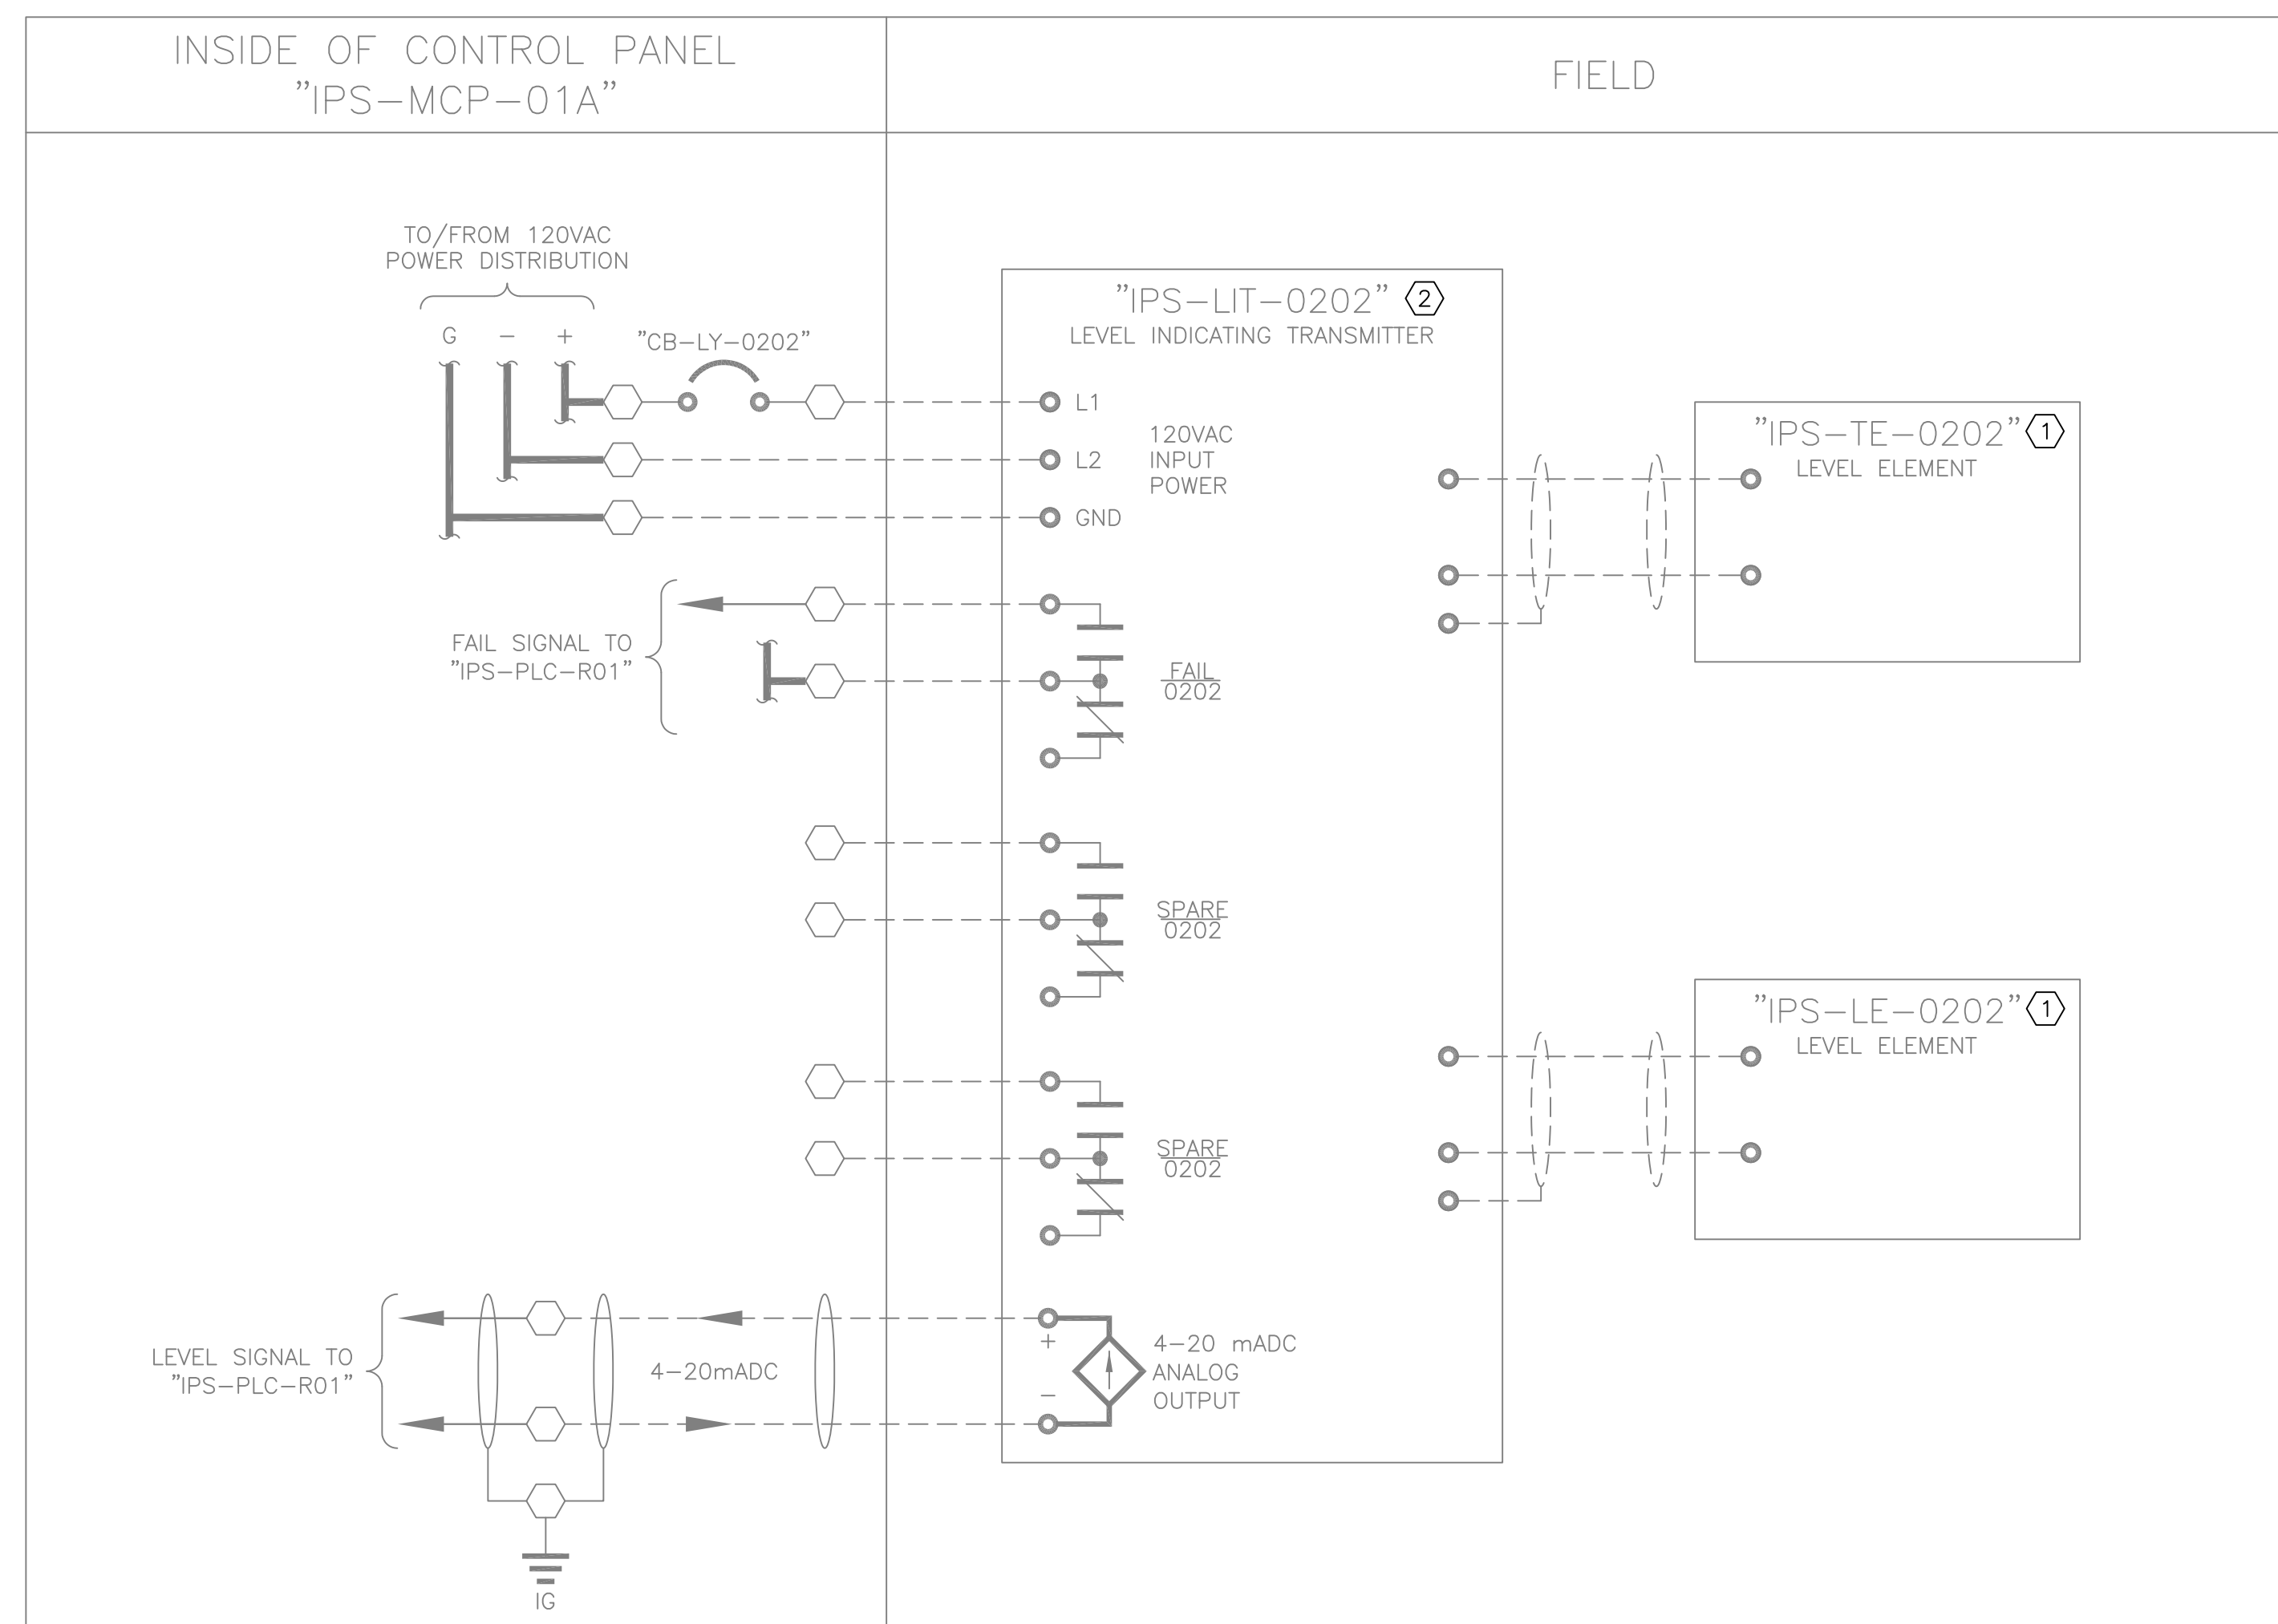 INSIDE OF CONTROL PANEL
"IPS-MCP-01A"
FIELD
TO/FROM 120VAC
POWER DISTRIBUTION
G - +
"CB-LY-0202"
"IPS-LIT-0202" 2
LEVEL INDICATING TRANSMITTER
L1
L2
GND
120VAC
INPUT
POWER
"IPS-TE-0202" 1
LEVEL ELEMENT
FAIL SIGNAL TO
"IPS-PLC-R01"
FAIL
0202
SPARE
0202
SPARE
0202
"IPS-LE-0202" 1
LEVEL ELEMENT
LEVEL SIGNAL TO
"IPS-PLC-R01"
4-20mADC
+
-
4-20 mADC
ANALOG
OUTPUT
IG